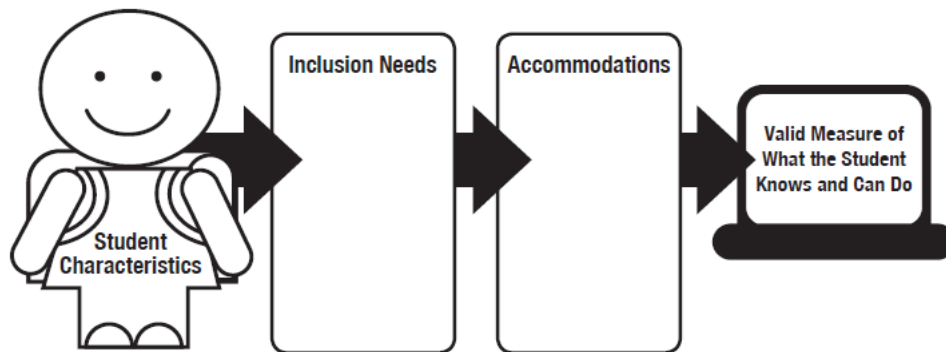 Student
Characteristics
Inclusion Needs
Accommodations
Valid Measure of
What the Student
Knows and Can Do